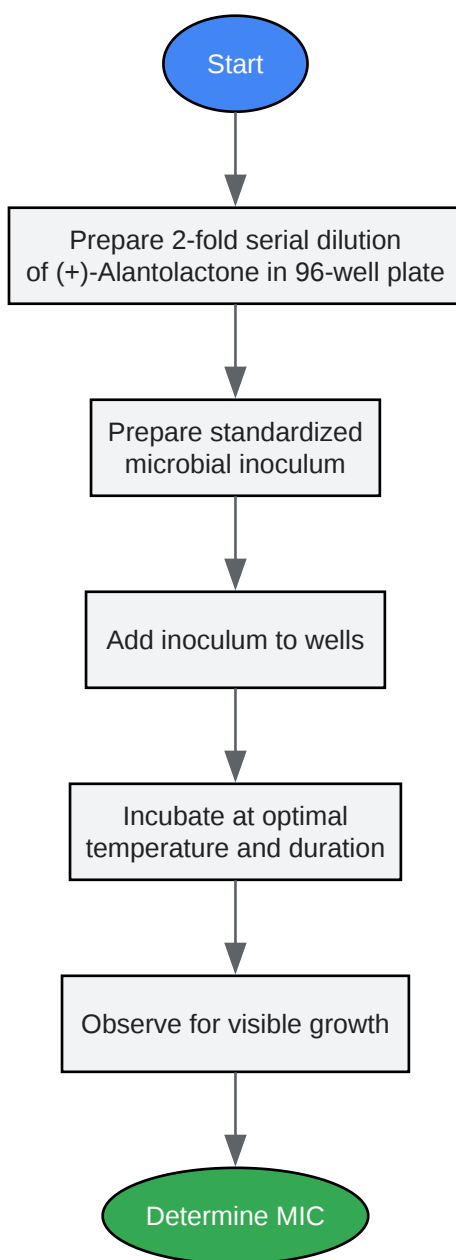 Start
Prepare 2-fold serial dilution
of (+)-Alantolactone in 96-well plate
Prepare standardized
microbial inoculum
Add inoculum to wells
Incubate at optimal
temperature and duration
Observe for visible growth
Determine MIC